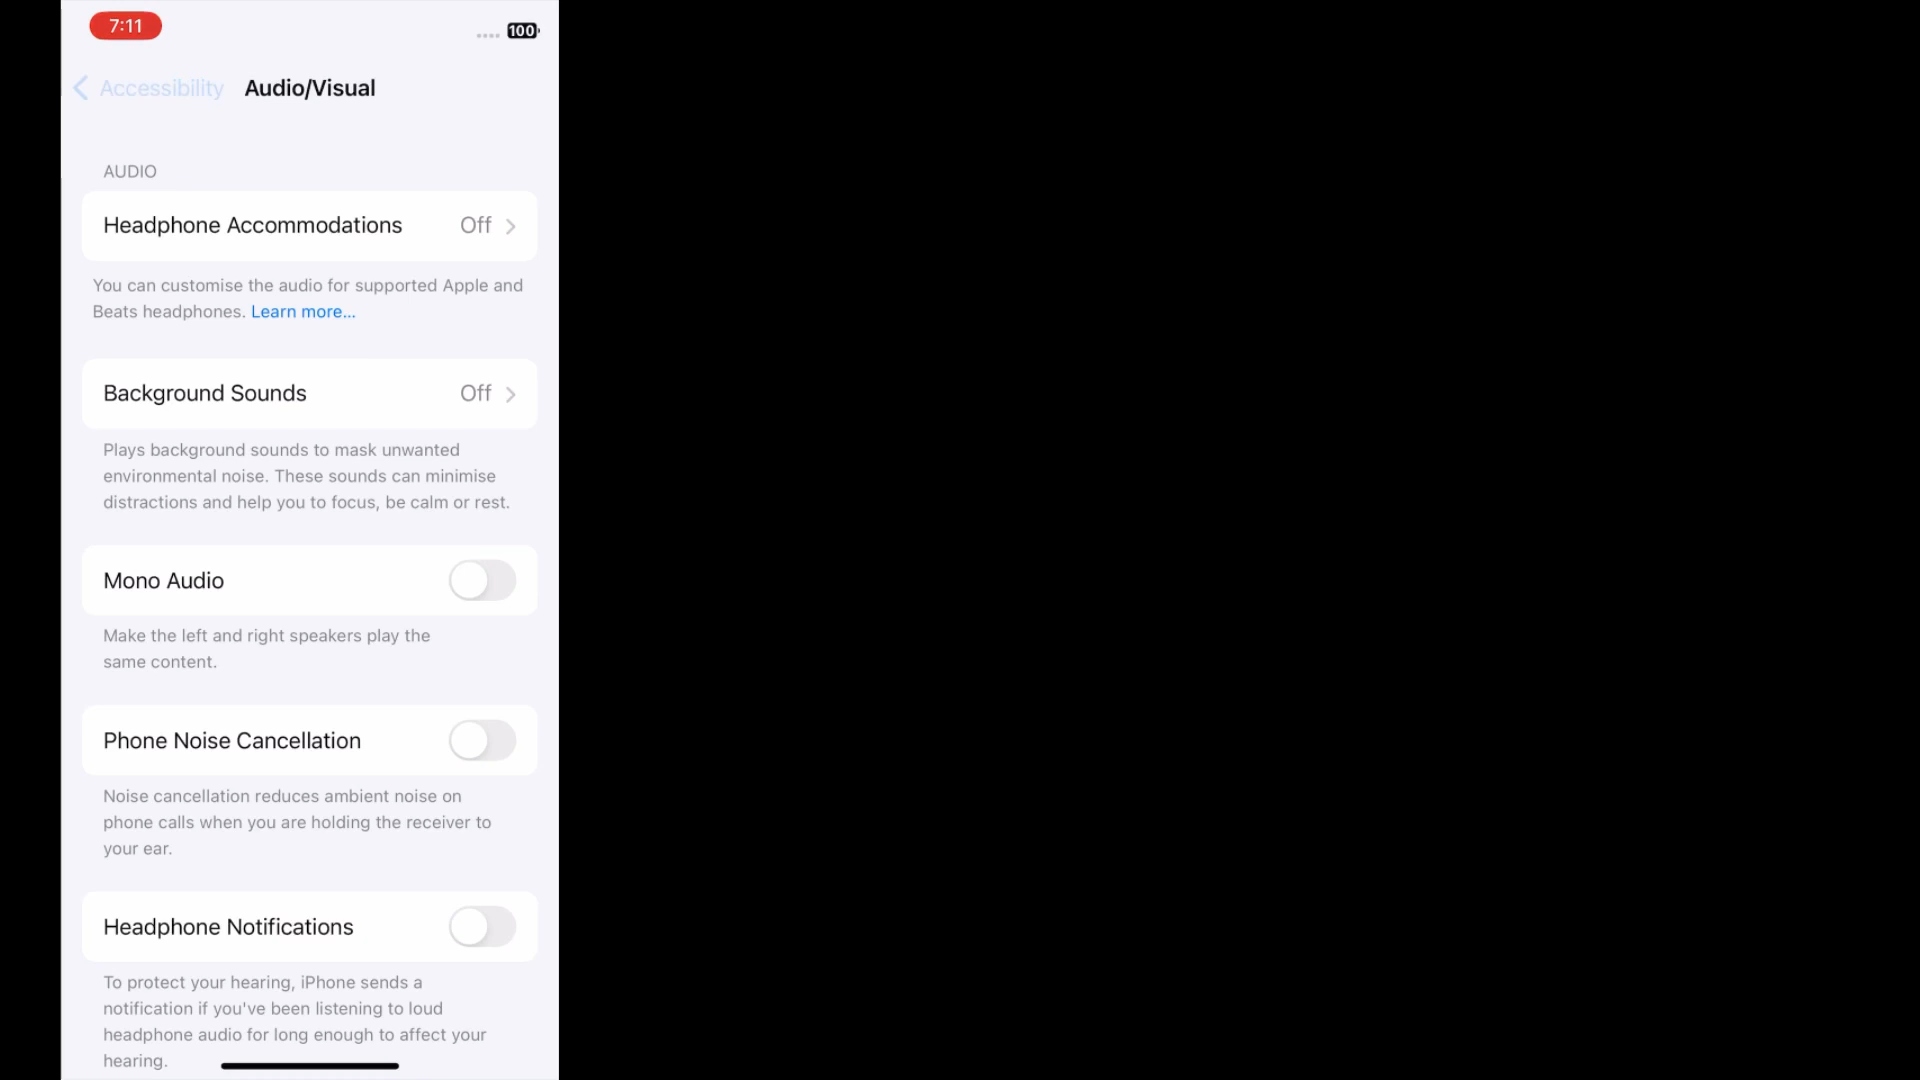 7:11
100
Accessibility
Audio/Visual
AUDIO
Headphone Accommodations
Off
You can customise the audio for supported Apple and
Beats headphones. Learn more...
Background Sounds
Off
Plays background sounds to mask unwanted
environmental noise. These sounds can minimise
distractions and help you to focus, be calm or rest.
Mono Audio
Make the left and right speakers play the
same content.
Phone Noise Cancellation
Noise cancellation reduces ambient noise on
phone calls when you are holding the receiver to
your ear.
Headphone Notifications
To protect your hearing, iPhone sends a
notification if you've been listening to loud
headphone audio for long enough to affect your
hearing.